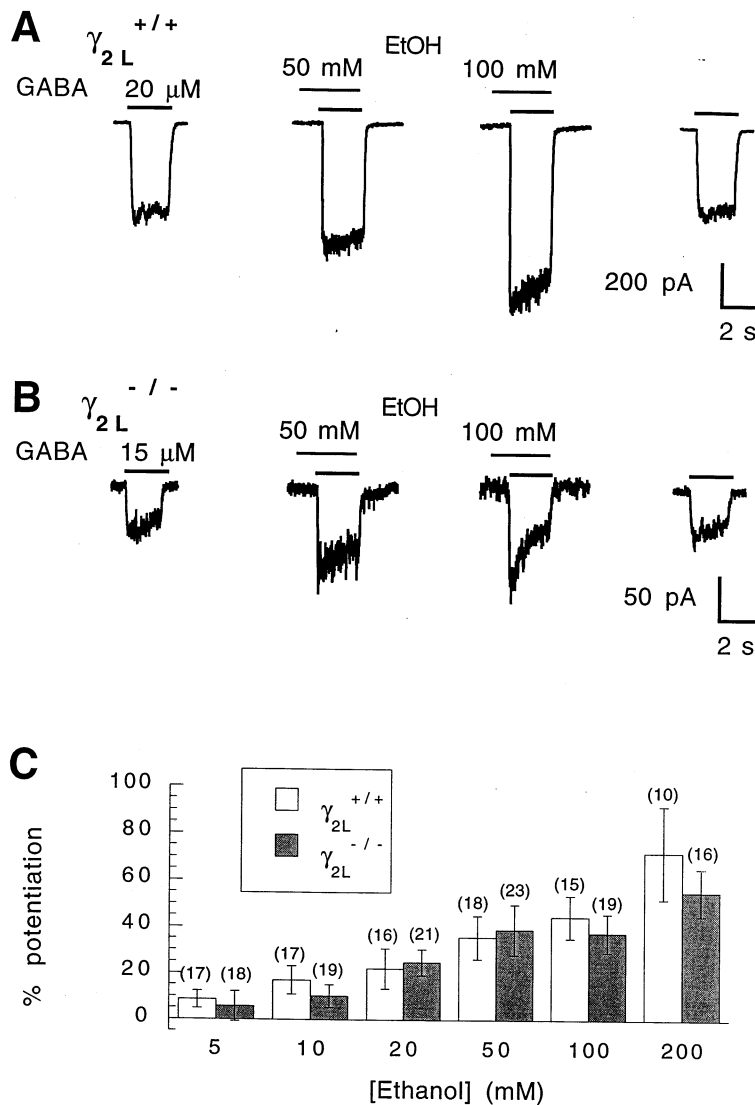 A
γ2L +/+
EtOH
50 mM 100 mM
GABA 20 μM
200 pA
2 s
B
γ2L - / -
EtOH
50 mM 100 mM
GABA 15 μM
50 pA
2 s
C
100
80
60
40
20
0
% potentiation
γ2L +/+
γ2L -/-
(17) (18) (17) (19) (16) (21) (18) (23) (15) (19) (10) (16)
5 10 20 50 100 200
[Ethanol] (mM)